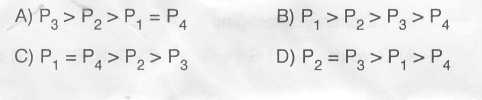 A) P₃ > P₂ > P₁ = P₄ B) P₁ > P₂ > P₃ > P₄
C) P₁ = P₄ > P₂ > P₃ D) P₂ = P₃ > P₁ > P₄